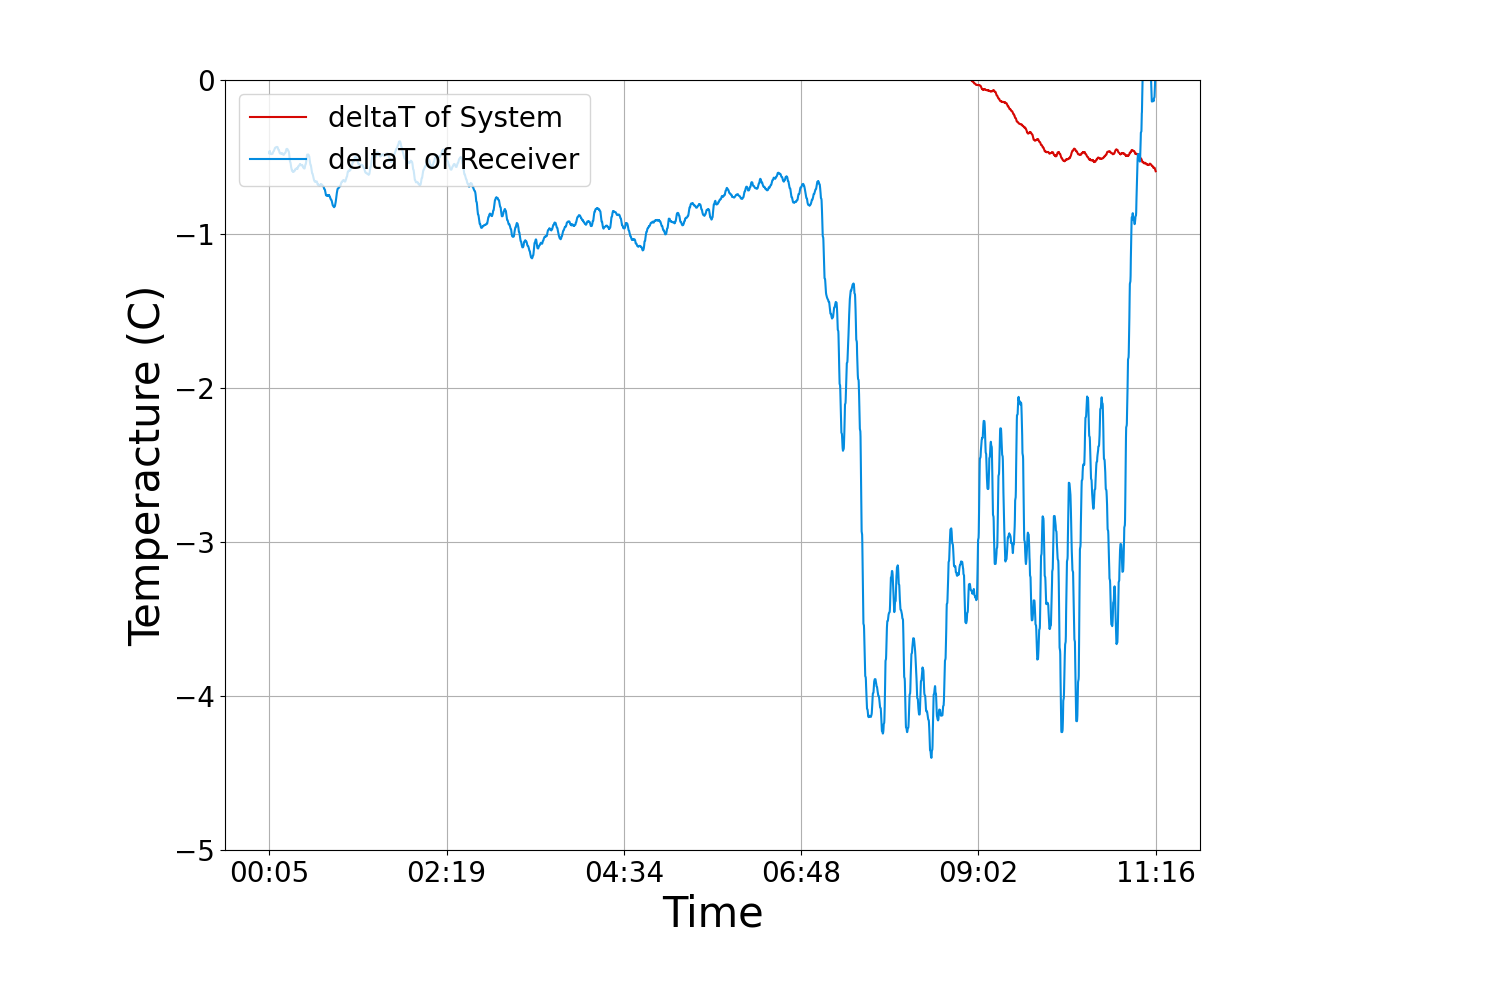 deltaT of System
deltaT of Receiver
0
−1
−2
−3
−4
−5
Temperacture (C)
00:05 02:19 04:34 06:48 09:02 11:16
Time